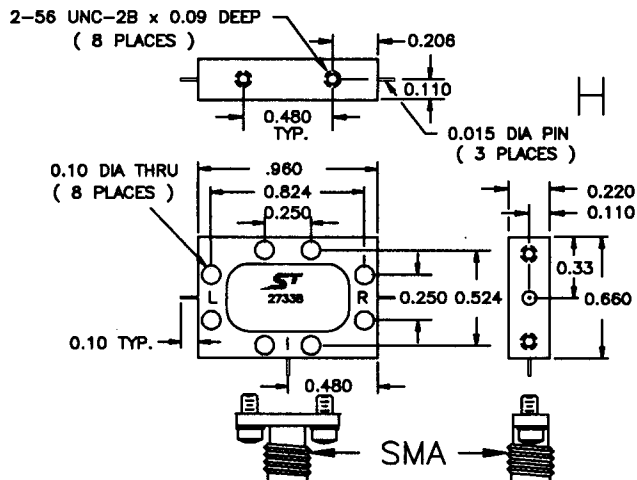 2-56 UNC-2B x 0.09 DEEP
( 8 PLACES )
0.206
0.110
H
0.480
TYP.
0.015 DIA PIN
( 3 PLACES )
0.10 DIA THRU
( 8 PLACES )
.960
0.824
0.250
0.220
0.110
ST
2733B
L
R
I
0.250
0.524
0.33
0.660
0.10 TYP.
0.480
SMA